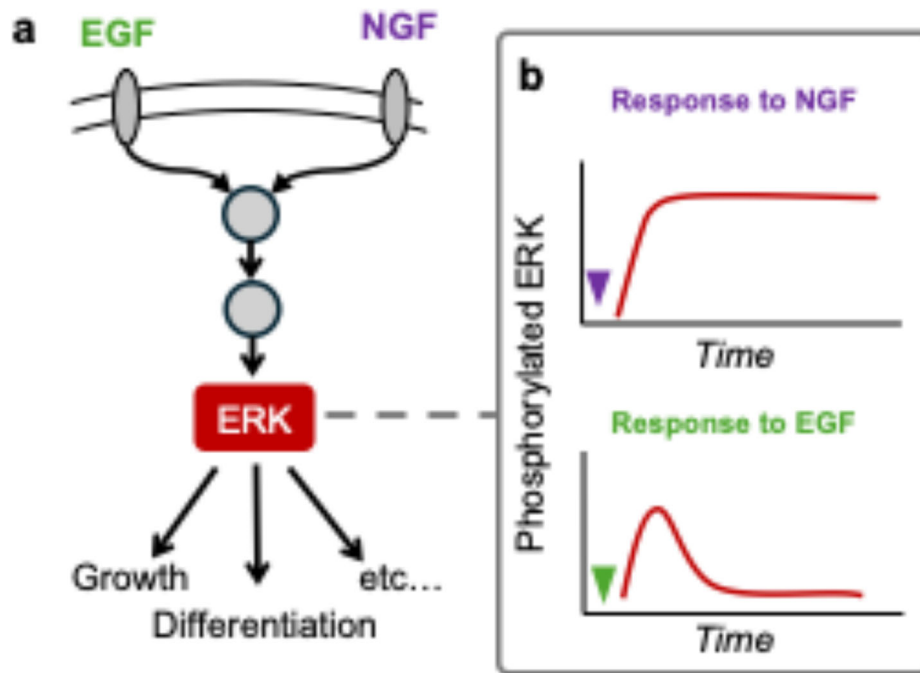 a
EGF
NGF
ERK
Growth
etc...
Differentiation
b
Phosphorylated ERK
Response to NGF
Time
Response to EGF
Time